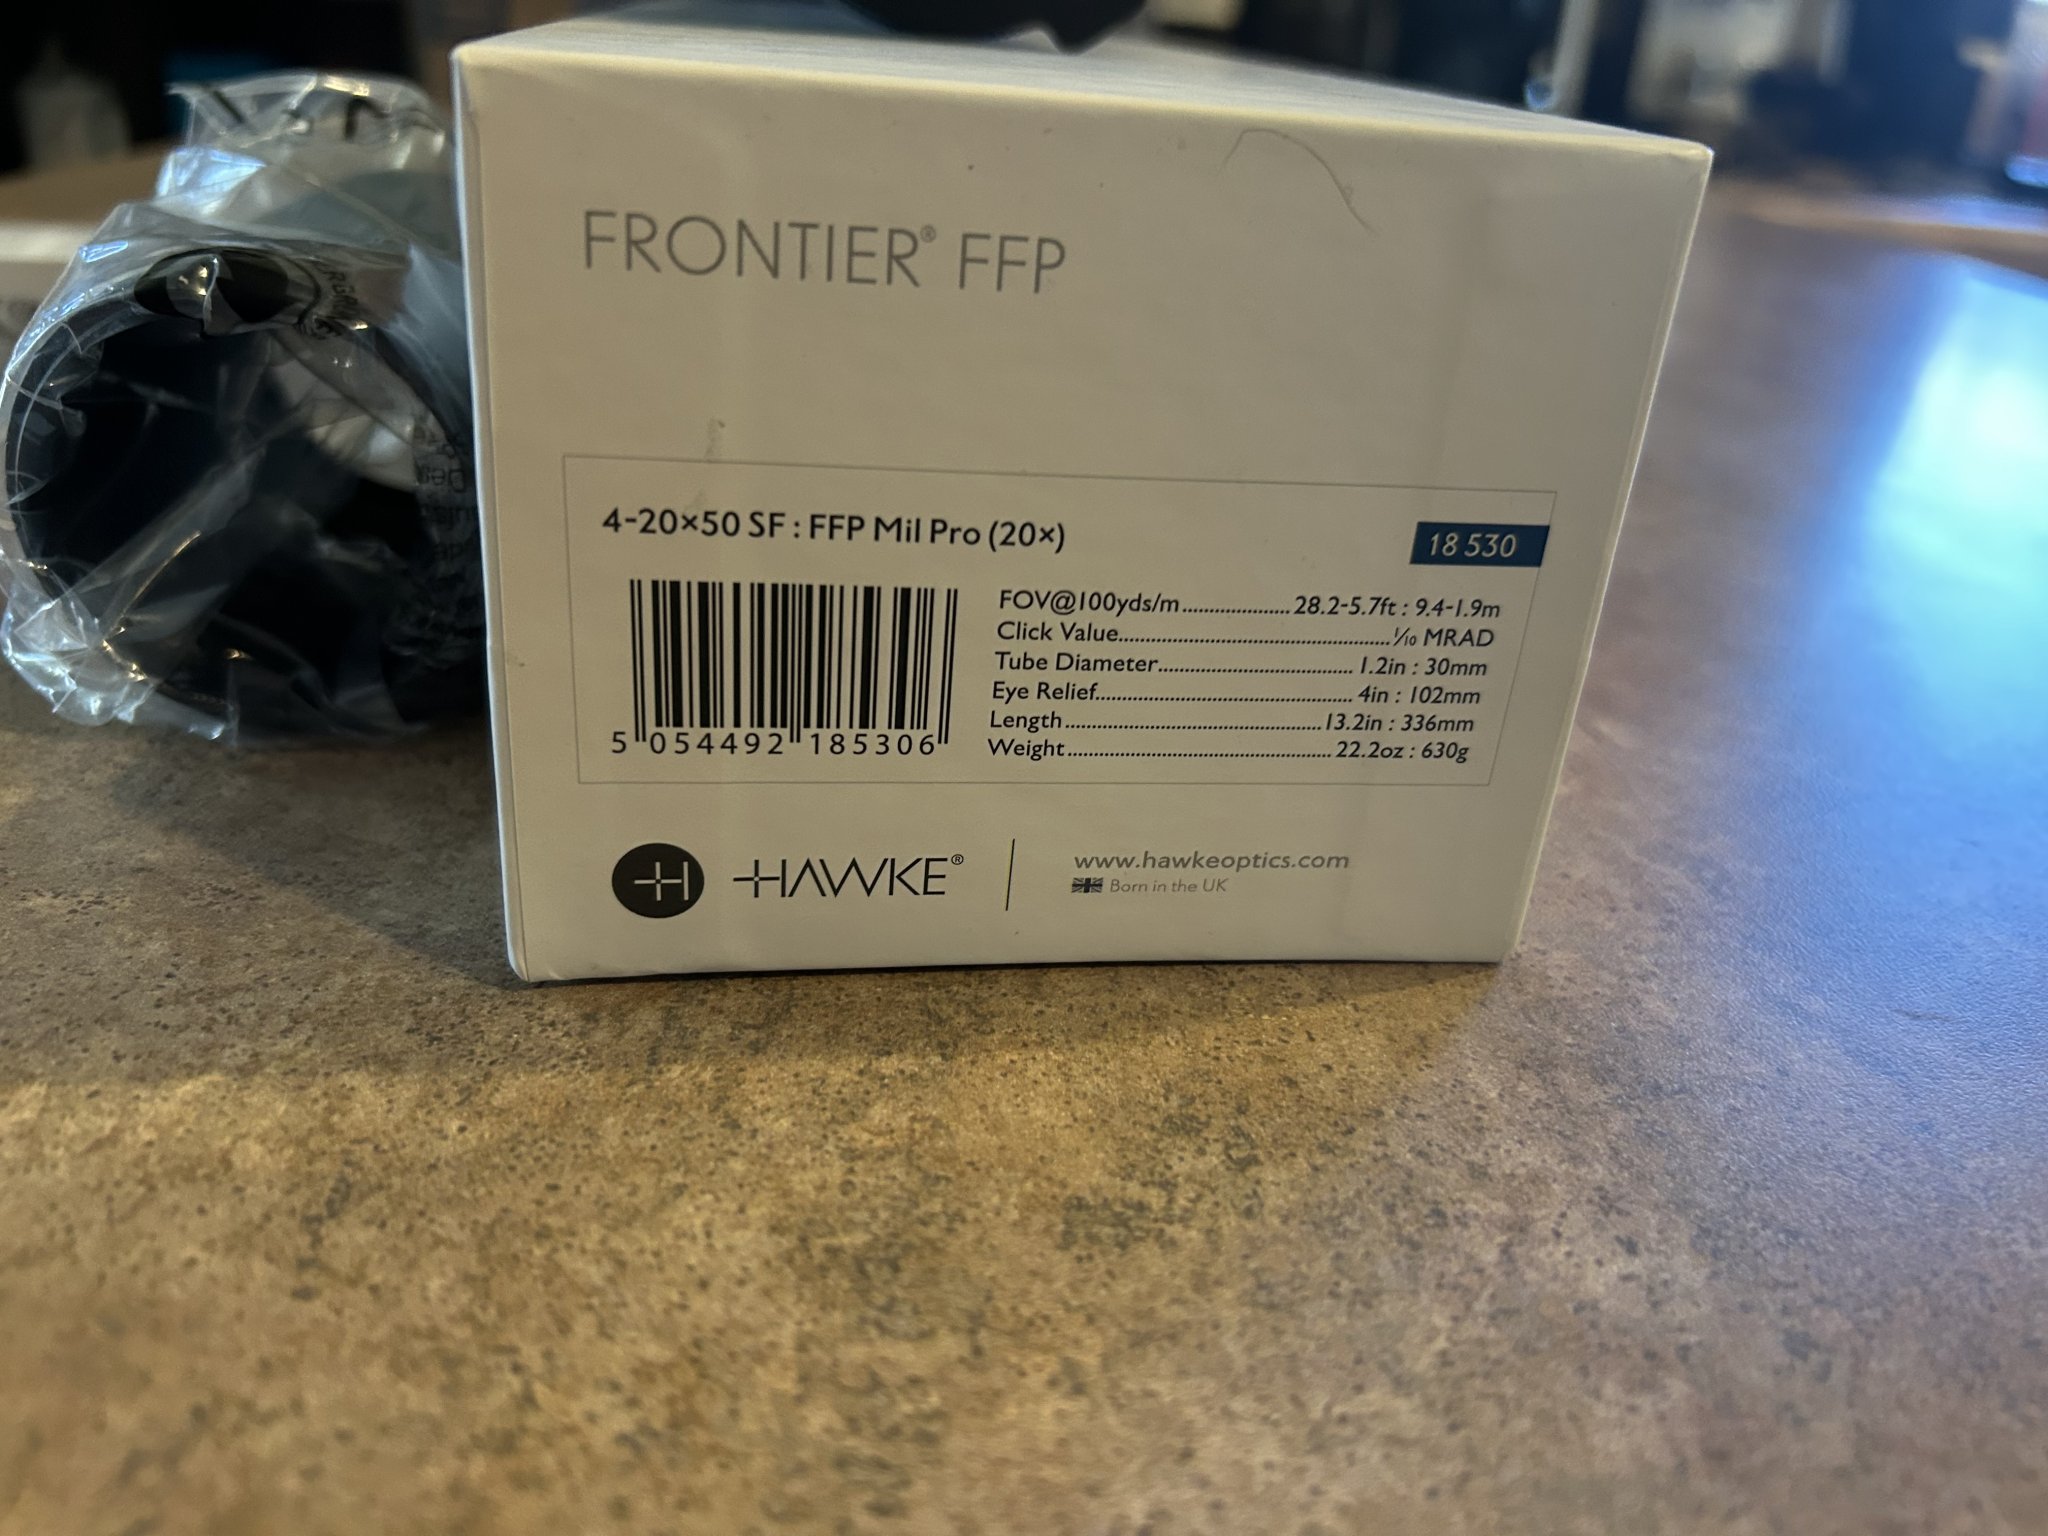 FRONTIER® FFP
4-20×50 SF : FFP Mil Pro (20×)
18 530
FOV@100yds/m.................... 28.2-5.7ft : 9.4-1.9m
Click Value.......................................... 1/10 MRAD
Tube Diameter.............................. 1.2in : 30mm
Eye Relief....................................... 4in : 102mm
Length....................................... 13.2in : 336mm
Weight........................................ 22.2oz : 630g
5 054492 185306
HAWKE®
www.hawkeoptics.com
Born in the UK